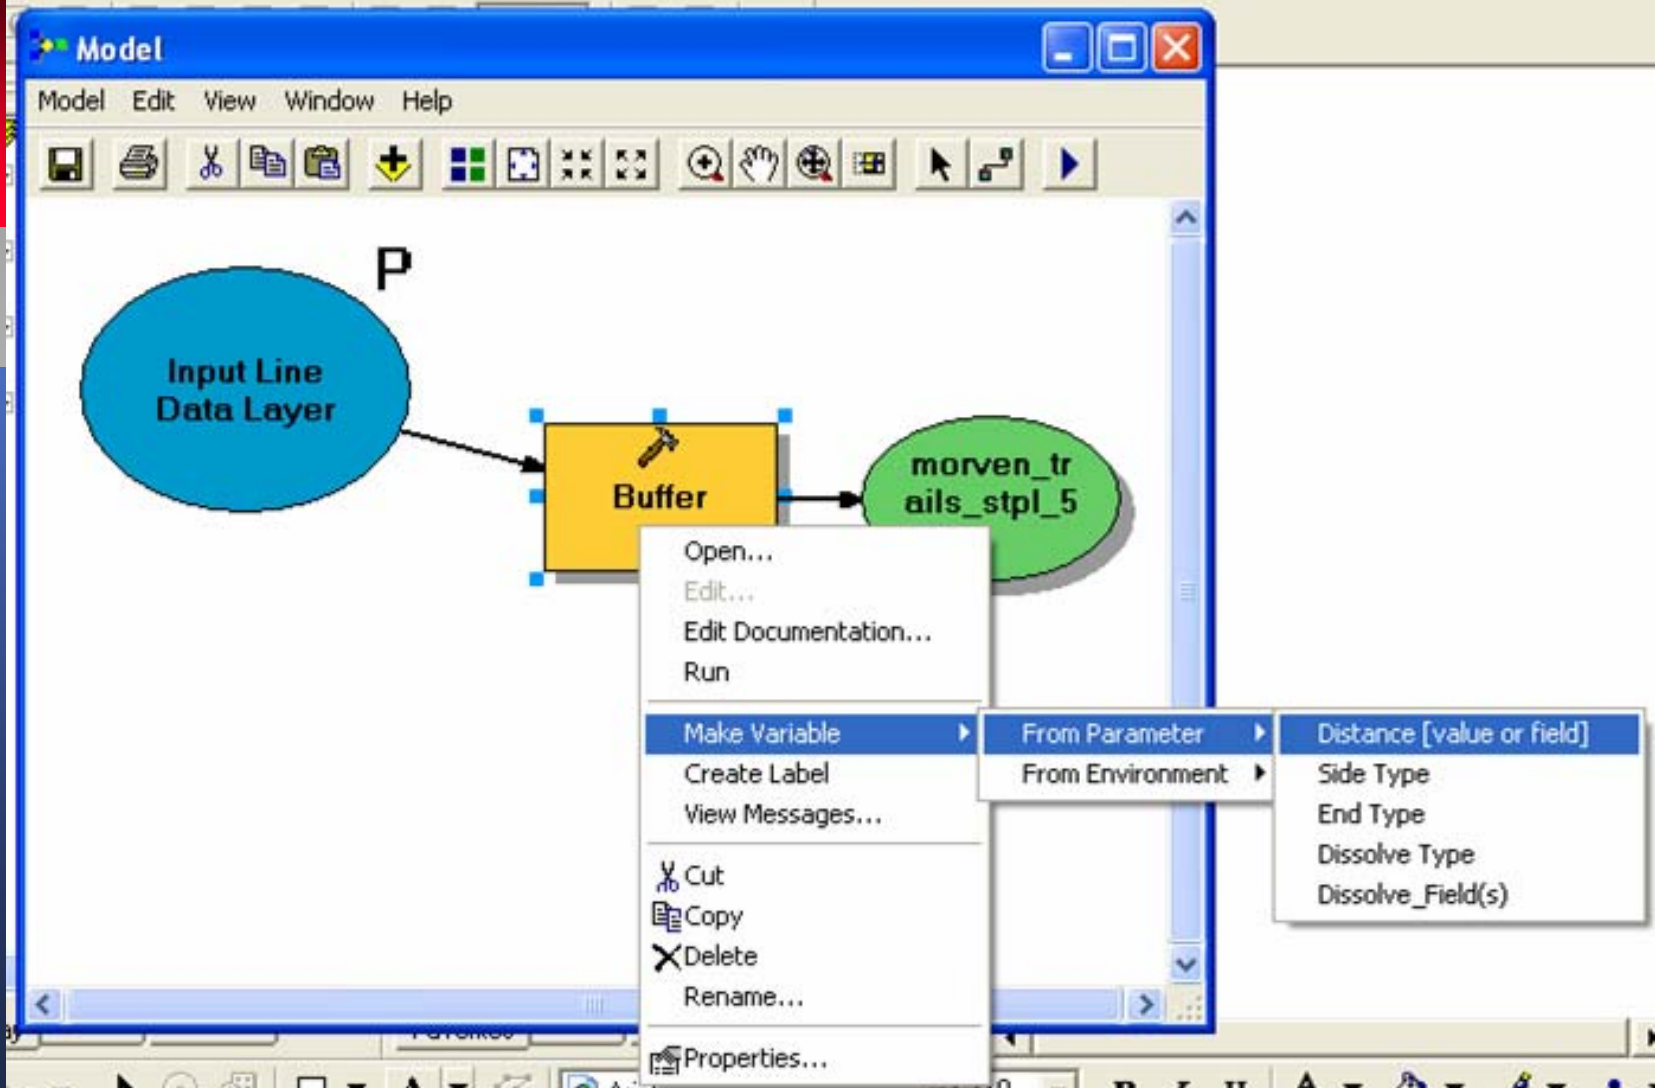 Model
Model Edit View Window Help
P
Input Line
Data Layer
Buffer
morven_tr
ails_stpl_5
Open...
Edit...
Edit Documentation...
Run
Make Variable
Create Label
View Messages...
Cut
Copy
Delete
Rename...
Properties...
From Parameter
From Environment
Distance [value or field]
Side Type
End Type
Dissolve Type
Dissolve_Field(s)